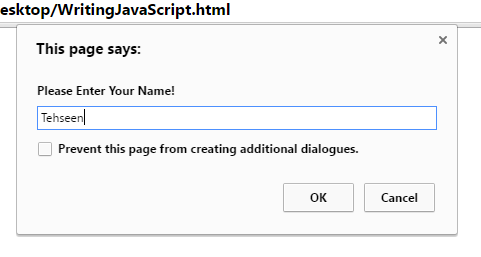 esktop/WritingJavaScript.html
This page says:
Please Enter Your Name!
Tehseen
Prevent this page from creating additional dialogues.
OK Cancel